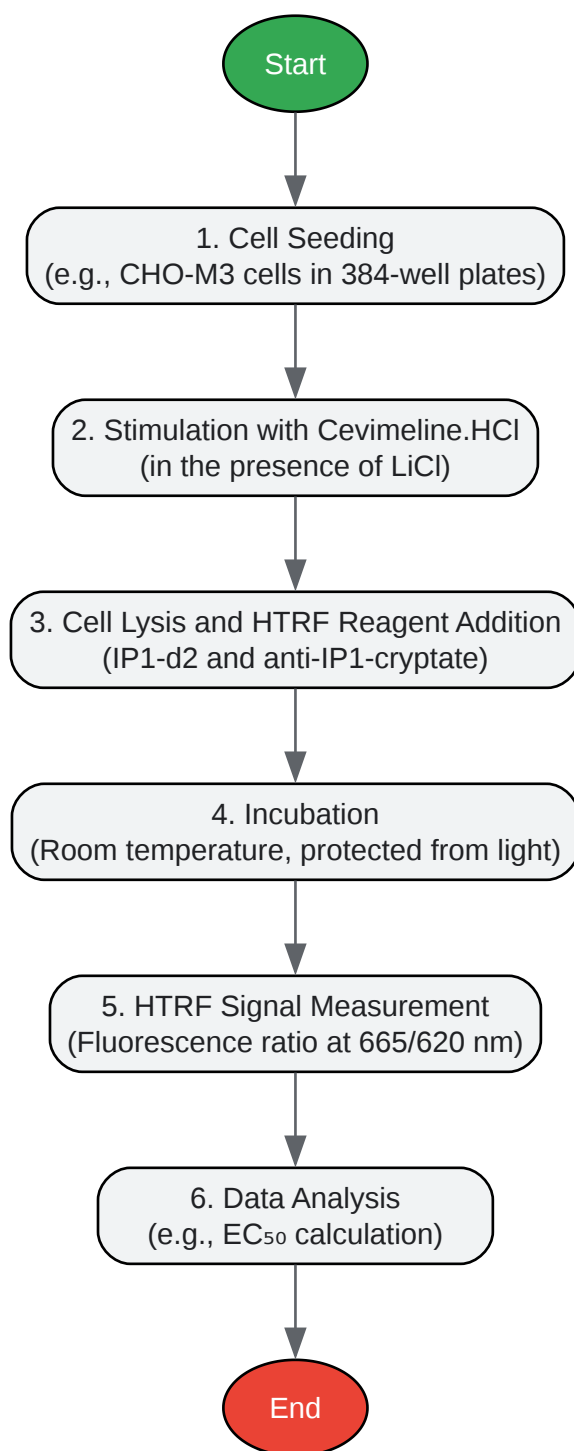 Start
1. Cell Seeding
(e.g., CHO-M3 cells in 384-well plates)
2. Stimulation with Cevimeline.HCl
(in the presence of LiCl)
3. Cell Lysis and HTRF Reagent Addition
(IP1-d2 and anti-IP1-cryptate)
4. Incubation
(Room temperature, protected from light)
5. HTRF Signal Measurement
(Fluorescence ratio at 665/620 nm)
6. Data Analysis
(e.g., EC₅₀ calculation)
End